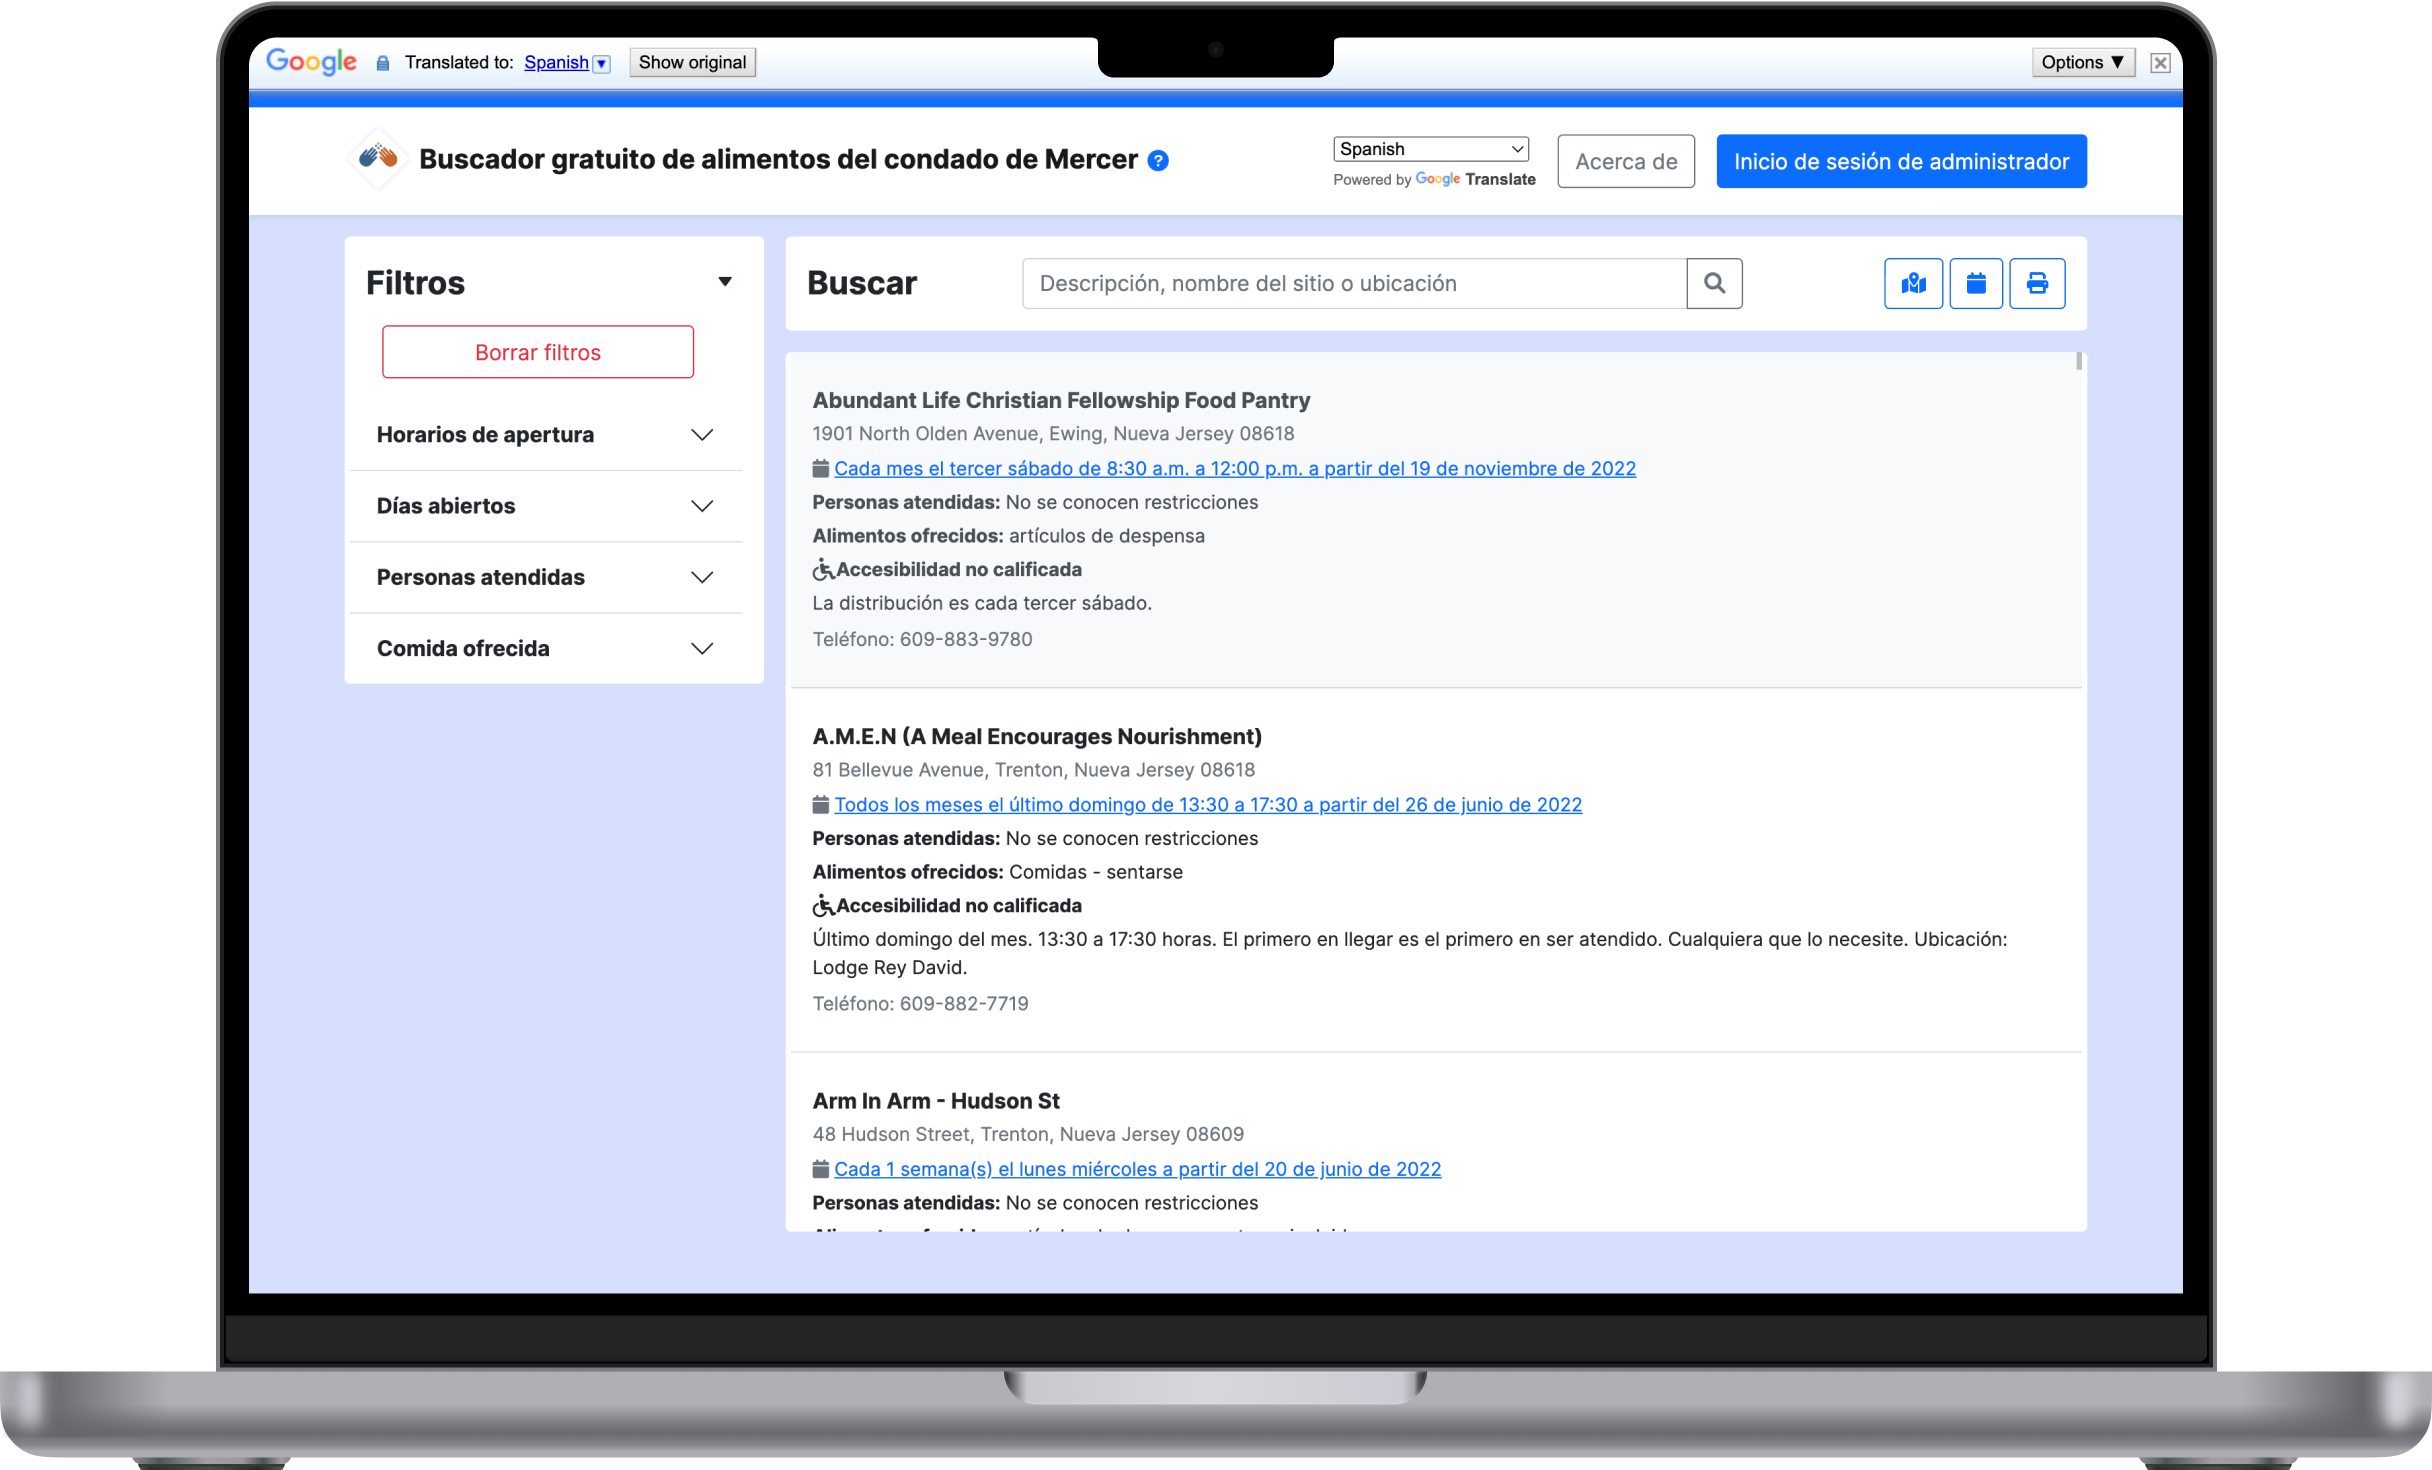 Google Translated to: Spanish Show original Options ▼
Buscador gratuito de alimentos del condado de Mercer ?
Spanish
Powered by Google Translate
Acerca de
Inicio de sesión de administrador
Filtros
Borrar filtros
Horarios de apertura
Días abiertos
Personas atendidas
Comida ofrecida
Buscar
Descripción, nombre del sitio o ubicación
Abundant Life Christian Fellowship Food Pantry
1901 North Olden Avenue, Ewing, Nueva Jersey 08618
Cada mes el tercer sábado de 8:30 a.m. a 12:00 p.m. a partir del 19 de noviembre de 2022
Personas atendidas: No se conocen restricciones
Alimentos ofrecidos: artículos de despensa
Accesibilidad no calificada
La distribución es cada tercer sábado.
Teléfono: 609-883-9780
A.M.E.N (A Meal Encourages Nourishment)
81 Bellevue Avenue, Trenton, Nueva Jersey 08618
Todos los meses el último domingo de 13:30 a 17:30 a partir del 26 de junio de 2022
Personas atendidas: No se conocen restricciones
Alimentos ofrecidos: Comidas - sentarse
Accesibilidad no calificada
Último domingo del mes. 13:30 a 17:30 horas. El primero en llegar es el primero en ser atendido. Cualquiera que lo necesite. Ubicación:
Lodge Rey David.
Teléfono: 609-882-7719
Arm In Arm - Hudson St
48 Hudson Street, Trenton, Nueva Jersey 08609
Cada 1 semana(s) el lunes miércoles a partir del 20 de junio de 2022
Personas atendidas: No se conocen restricciones